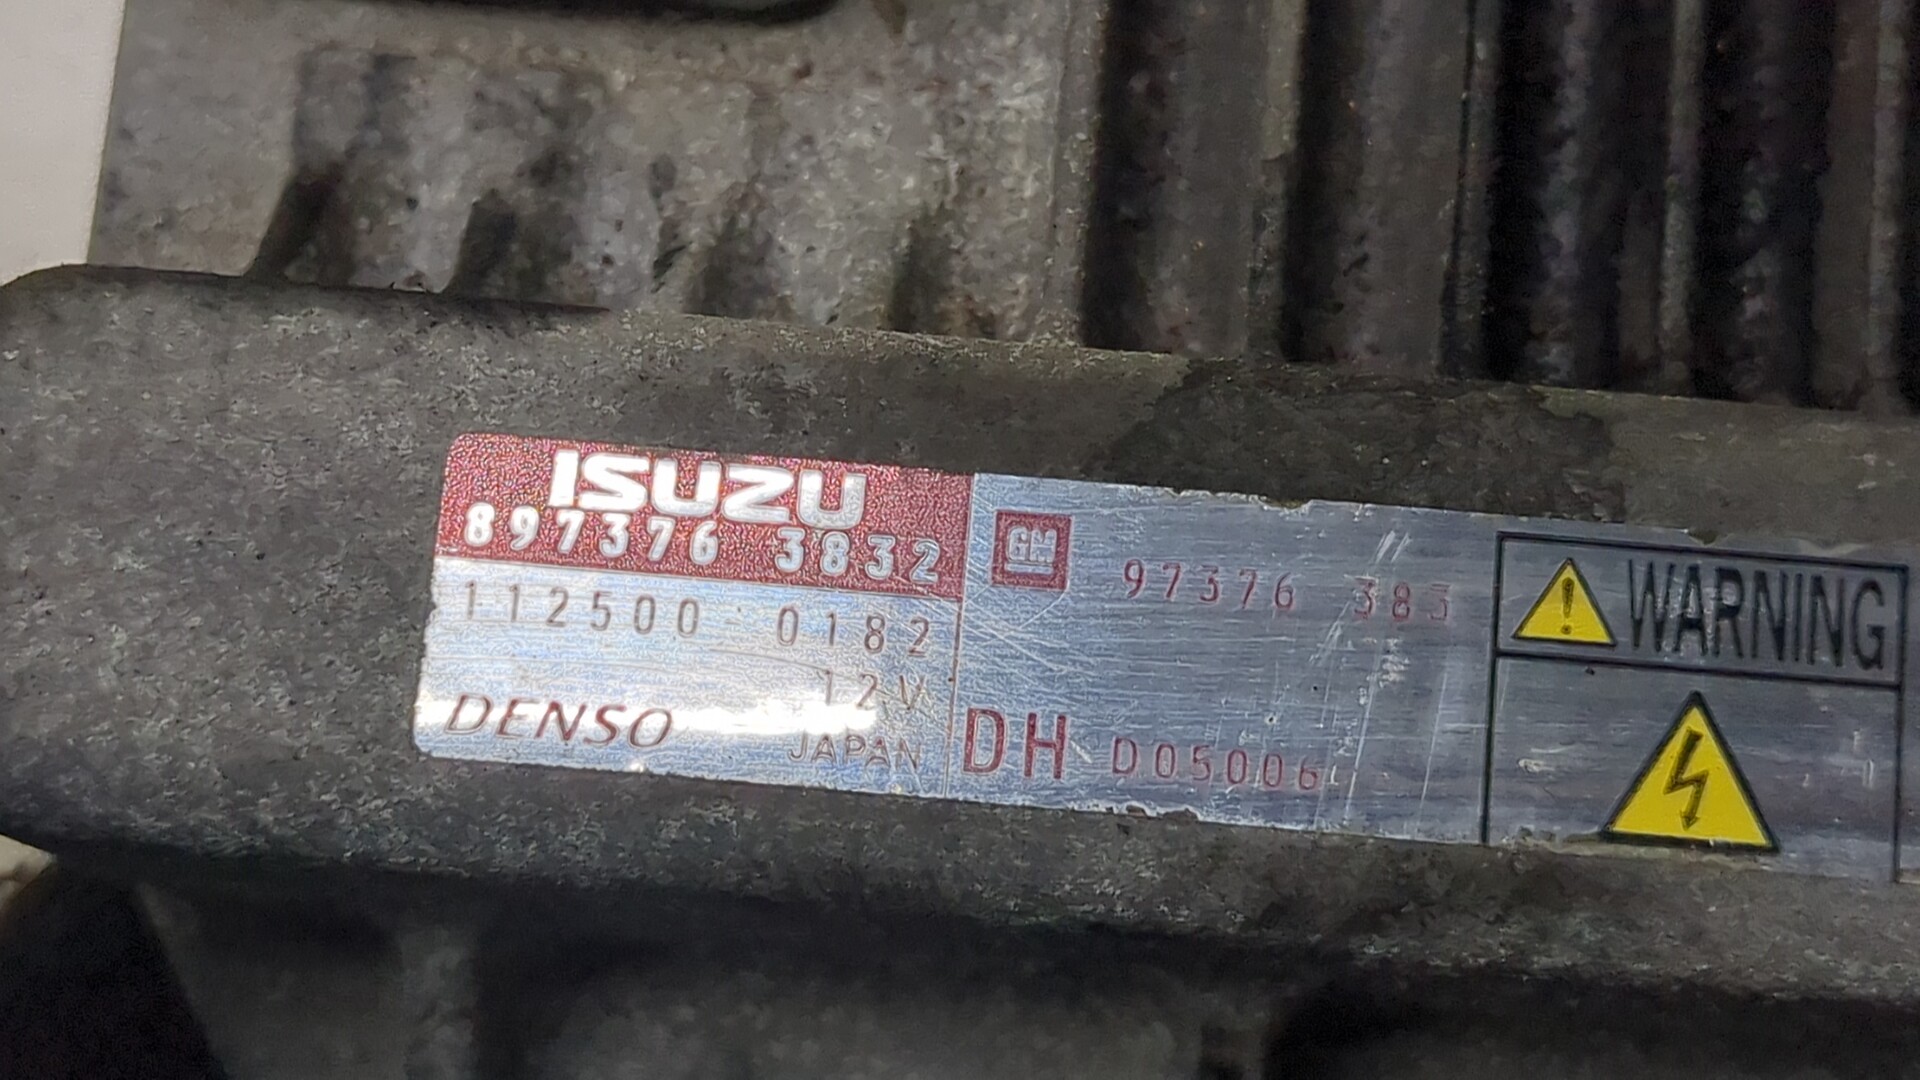 ISUZU
897376 3832
112500-0182
12V
DENSO JAPAN
GM 97376 383
DH D05006
WARNING